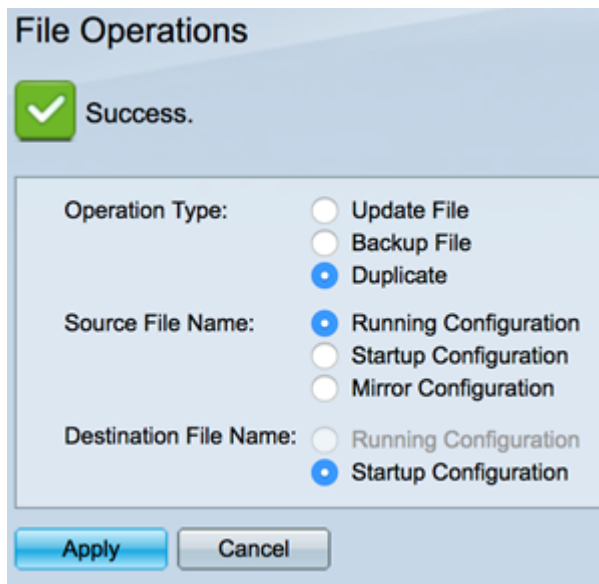 File Operations
Success.
Operation Type: Update File
Backup File
Duplicate
Source File Name: Running Configuration
Startup Configuration
Mirror Configuration
Destination File Name: Running Configuration
Startup Configuration
Apply Cancel